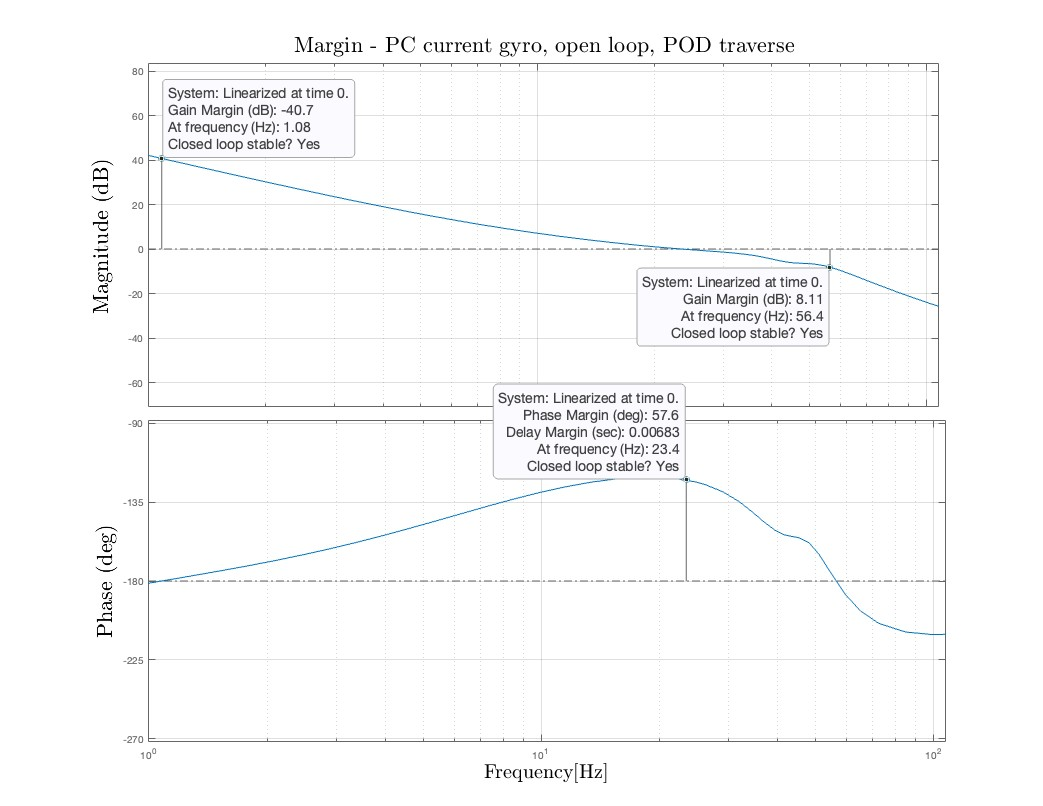 Margin - PC current gyro, open loop, POD traverse
80
60
40
20
0
-20
-40
-60
Magnitude (dB)
System: Linearized at time 0.
Gain Margin (dB): -40.7
At frequency (Hz): 1.08
Closed loop stable? Yes
System: Linearized at time 0.
Gain Margin (dB): 8.11
At frequency (Hz): 56.4
Closed loop stable? Yes
System: Linearized at time 0.
Phase Margin (deg): 57.6
Delay Margin (sec): 0.00683
At frequency (Hz): 23.4
Closed loop stable? Yes
-90
-135
-180
-225
-270
Phase (deg)
10⁰
10¹
10²
Frequency[Hz]